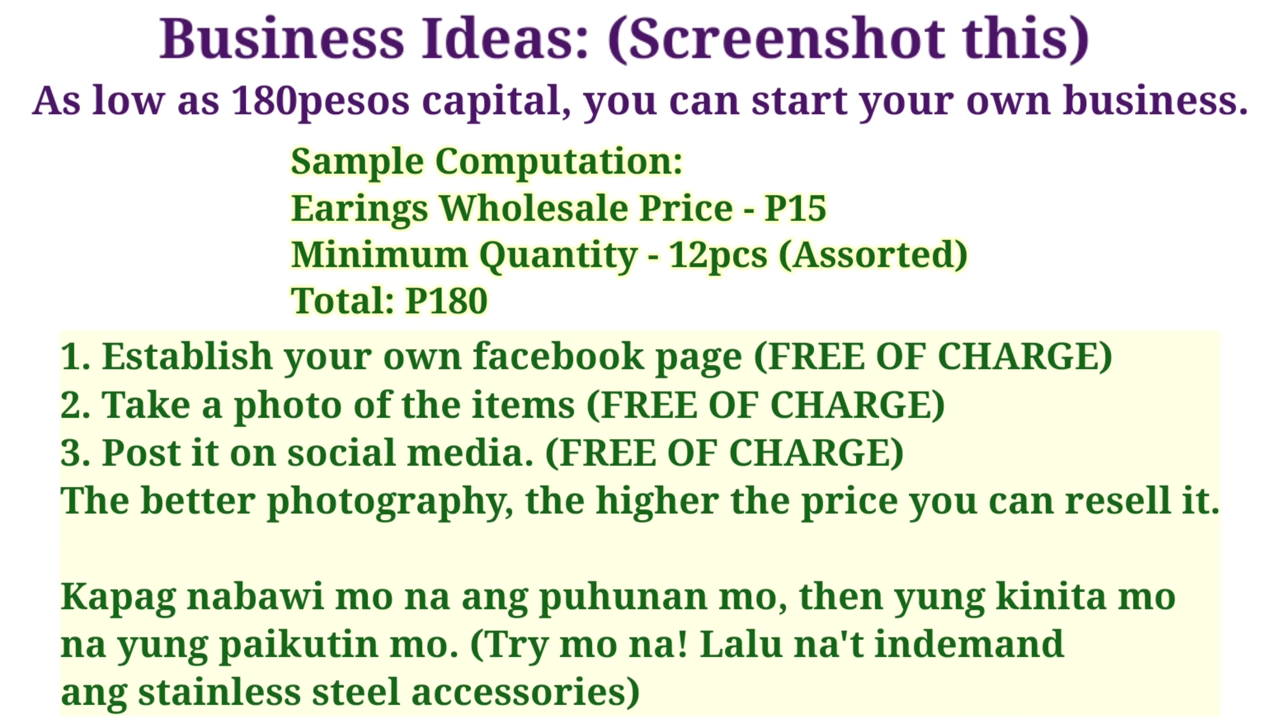 Business Ideas: (Screenshot this)
As low as 180pesos capital, you can start your own business.
Sample Computation:
Earings Wholesale Price - P15
Minimum Quantity - 12pcs (Assorted)
Total: P180
1. Establish your own facebook page (FREE OF CHARGE)
2. Take a photo of the items (FREE OF CHARGE)
3. Post it on social media. (FREE OF CHARGE)
The better photography, the higher the price you can resell it.
Kapag nabawi mo na ang puhunan mo, then yung kinita mo
na yung paikutin mo. (Try mo na! Lalu na't indemand
ang stainless steel accessories)